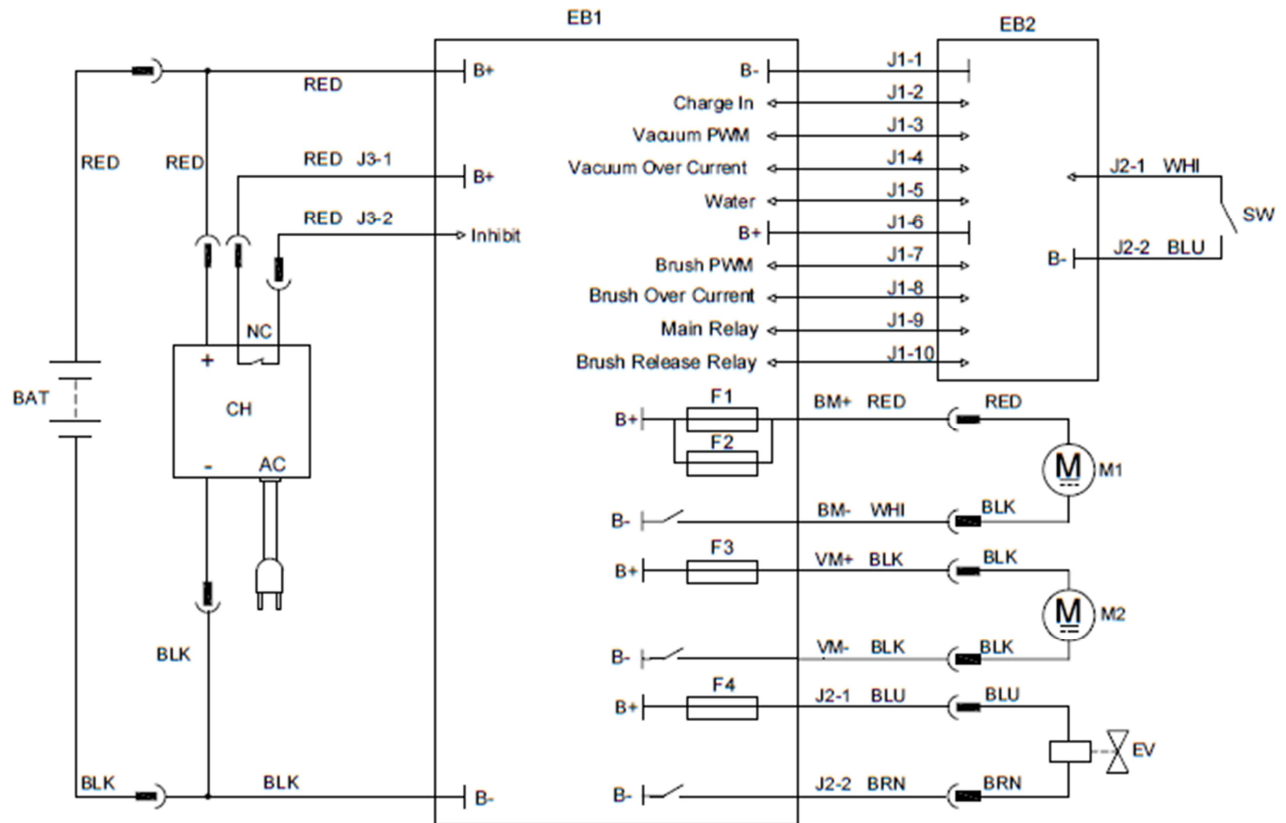 EB1
EB2
RED
B+
B-
J1-1
Charge In
J1-2
Vacuum PWM
J1-3
RED
RED
RED J3-1
B+
Vacuum Over Current
J1-4
J2-1 WHI
Water
J1-5
SW
RED J3-2
Inhibit
B+
J1-6
B-
J2-2 BLU
Brush PWM
J1-7
Brush Over Current
J1-8
NC
Main Relay
J1-9
+
Brush Release Relay
J1-10
BAT
CH
F1
B+
BM+ RED
RED
F2
- AC
M
M1
B-
BM- WHI
BLK
F3
B+
VM+ BLK
BLK
M
M2
BLK
B-
VM- BLK
BLK
F4
B+
J2-1 BLU
BLU
EV
BLK
BLK
B-
B-
J2-2 BRN
BRN